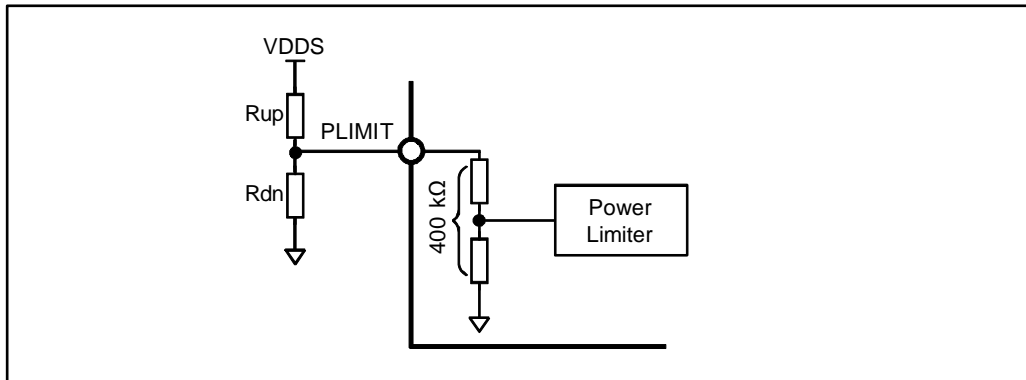 VDDS
Rup
PLIMIT
Rdn
400 kΩ
Power
Limiter